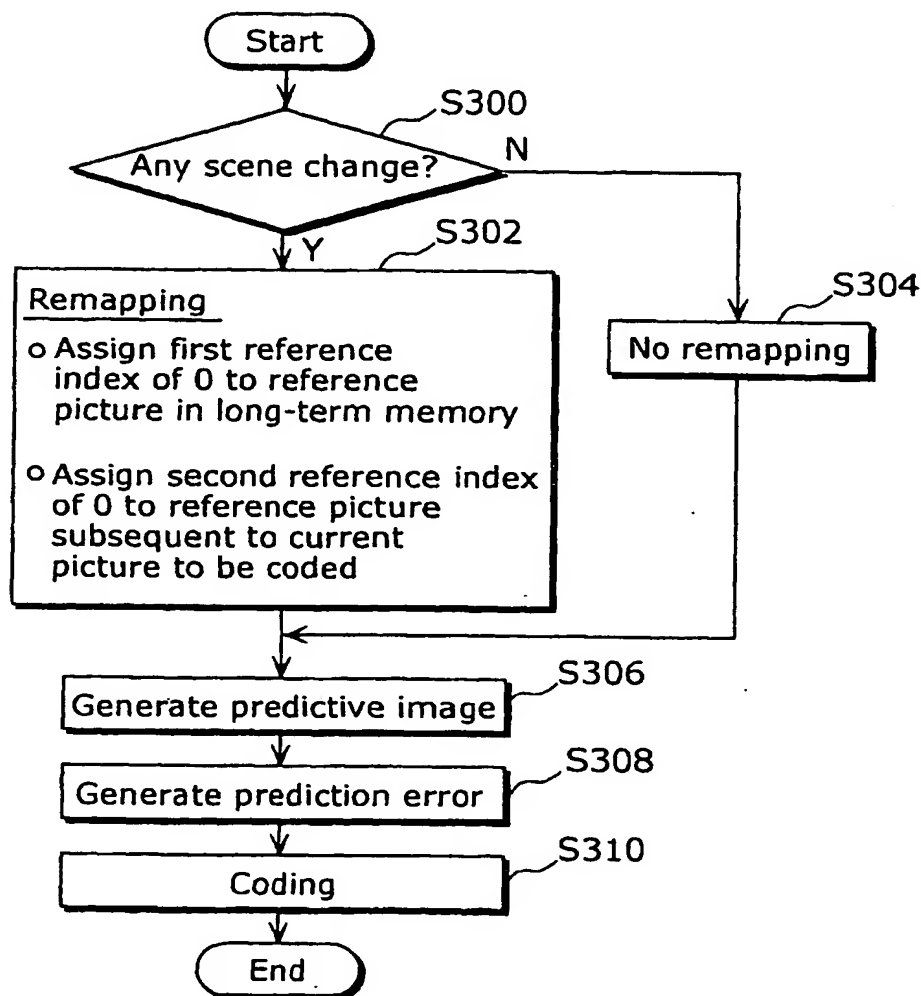 Start
S300
Any scene change?
N
Y
S302
Remapping
o Assign first reference
index of 0 to reference
picture in long-term memory
o Assign second reference index
of 0 to reference picture
subsequent to current
picture to be coded
S304
No remapping
S306
Generate predictive image
S308
Generate prediction error
S310
Coding
End